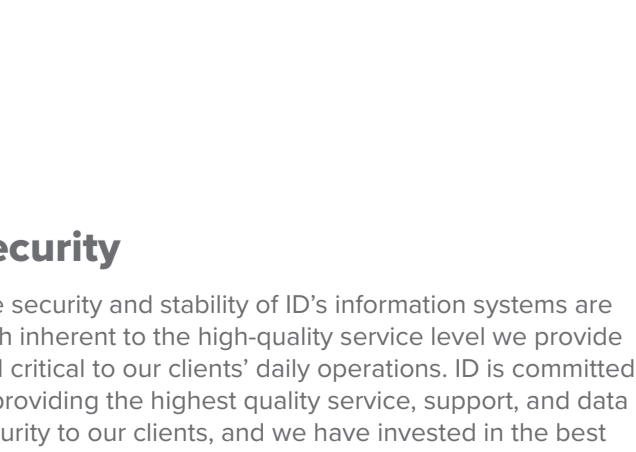 ecurity
e security and stability of ID’s information systems are
h inherent to the high-quality service level we provide
critical to our clients’ daily operations. ID is committed
providing the highest quality service, support, and data
urity to our clients, and we have invested in the best